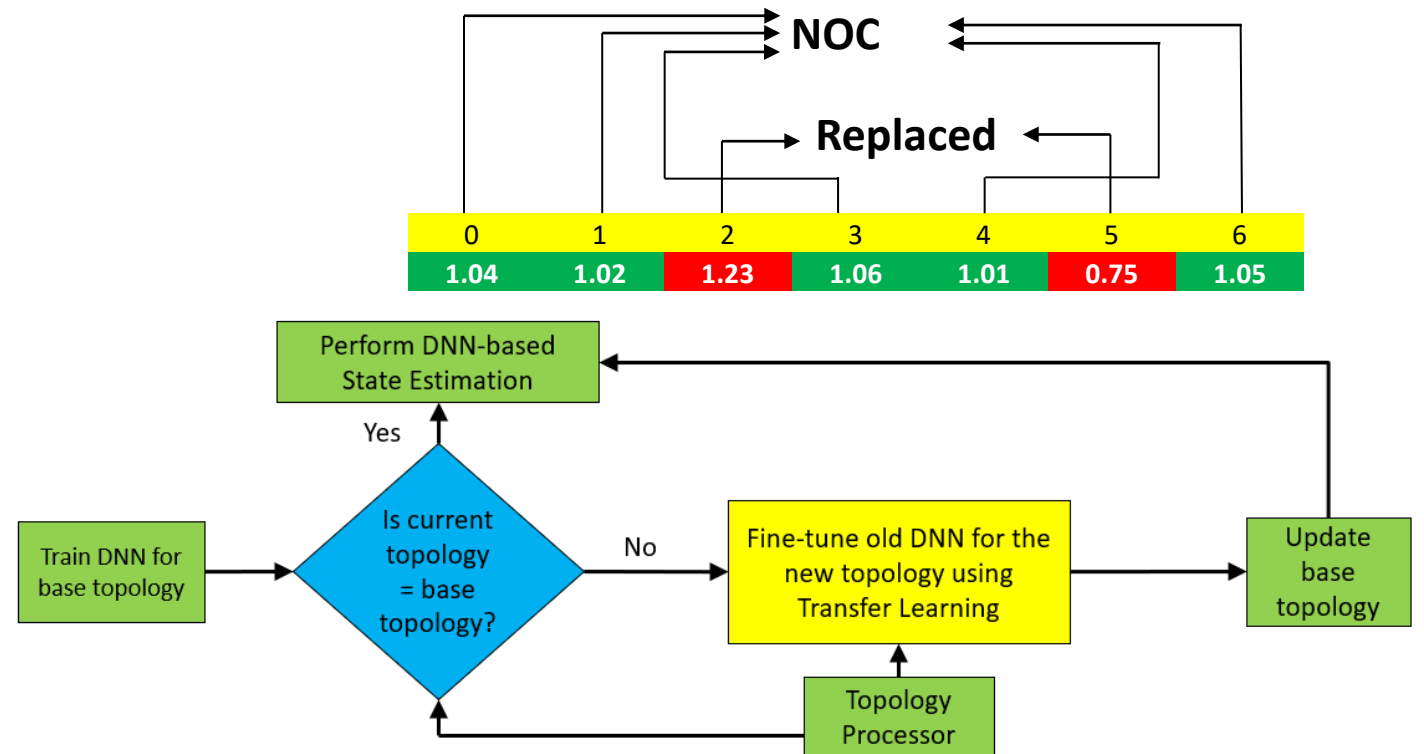 NOC
Replaced
0 1 2 3 4 5 6
1.04 1.02 1.23 1.06 1.01 0.75 1.05
Perform DNN-based
State Estimation
Yes
Train DNN for
base topology
Is current
topology
= base
topology?
No
Fine-tune old DNN for the
new topology using
Transfer Learning
Update
base
topology
Topology
Processor